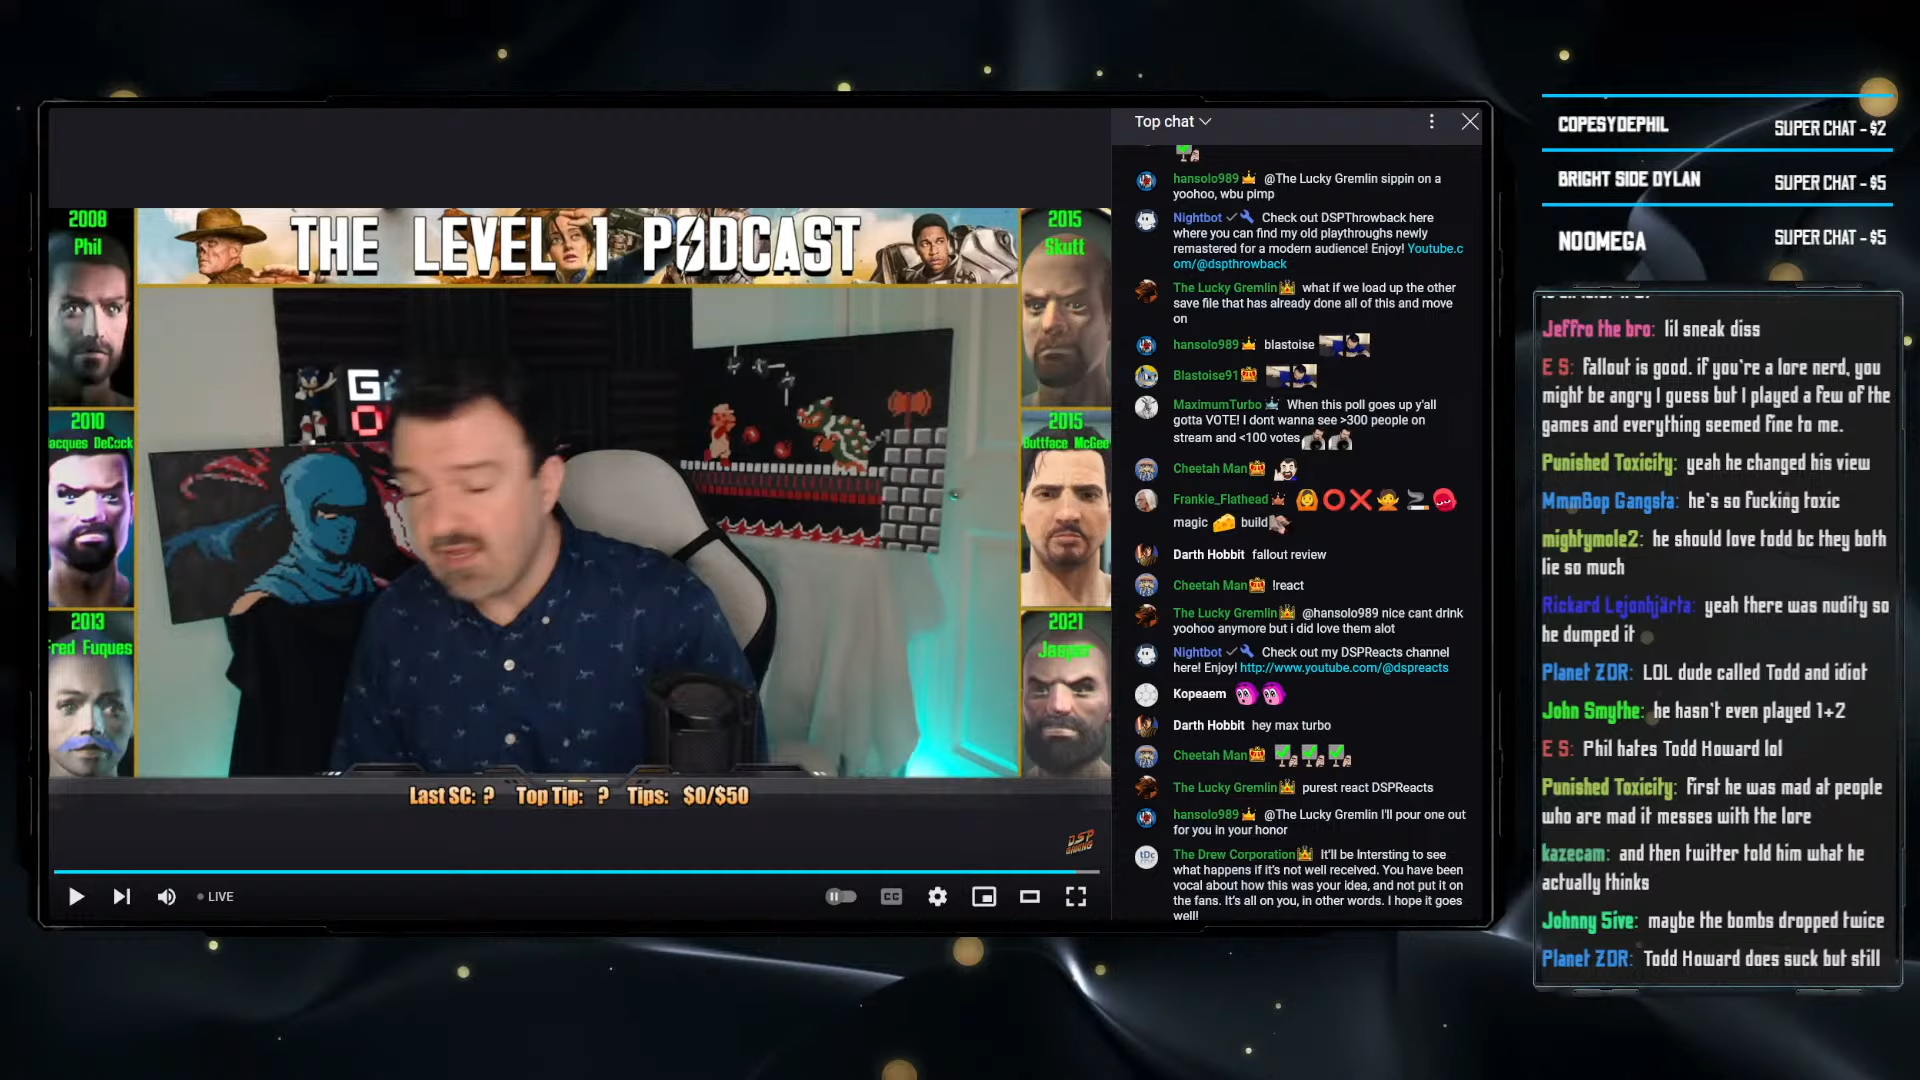 2008
Phil
2010
acques DeCock
2013
red Fuques
THE LEVEL 1 PODCAST
2015
Skutt
2015
Buttface McGee
2021
Jasper
G
O
Last SC: ? Top Tip: ? Tips: $0/$50
DSP
GAMING
LIVE
CC
Top chat
hansolo989 @The Lucky Gremlin sippin on a
yoohoo, wbu pimp
Nightbot Check out DSPThrowback here
where you can find my old playthroughs newly
remastered for a modern audience! Enjoy! Youtube.c
om/@dspthrowback
The Lucky Gremlin what if we load up the other
save file that has already done all of this and move
on
hansolo989 blastoise
Blastoise91
MaximumTurbo When this poll goes up y'all
gotta VOTE! I dont wanna see >300 people on
stream and <100 votes
Cheetah Man
Frankie_Flathead
magic build
Darth Hobbit fallout review
Cheetah Man !react
The Lucky Gremlin @hansolo989 nice cant drink
yoohoo anymore but i did love them alot
Nightbot Check out my DSPReacts channel
here! Enjoy! http://www.youtube.com/@dspreacts
Kopeaem
Darth Hobbit hey max turbo
Cheetah Man
The Lucky Gremlin purest react DSPReacts
hansolo989 @The Lucky Gremlin I'll pour one out
for you in your honor
tDc
The Drew Corporation It'll be Intersting to see
what happens if it's not well received. You have been
vocal about how this was your idea, and not put it on
the fans. It's all on you, in other words. I hope it goes
well!
COPESYDEPHIL SUPER CHAT - $2
BRIGHT SIDE DYLAN SUPER CHAT - $5
NOOMEGA SUPER CHAT - $5
Jeffro the bro: lil sneak diss
E S: fallout is good. if you're a lore nerd, you
might be angry I guess but I played a few of the
games and everything seemed fine to me.
Punished Toxicity: yeah he changed his view
MmmBop Gangsta: he's so fucking toxic
mightymole2: he should love todd bc they both
lie so much
Rickard Lejonhjärta: yeah there was nudity so
he dumped it
Planet ZDR: LOL dude called Todd and idiot
John Smythe: he hasn't even played 1+2
E S: Phil hates Todd Howard lol
Punished Toxicity: first he was mad at people
who are mad it messes with the lore
kazecam: and then twitter told him what he
actually thinks
Johnny 5ive: maybe the bombs dropped twice
Planet ZDR: Todd Howard does suck but still